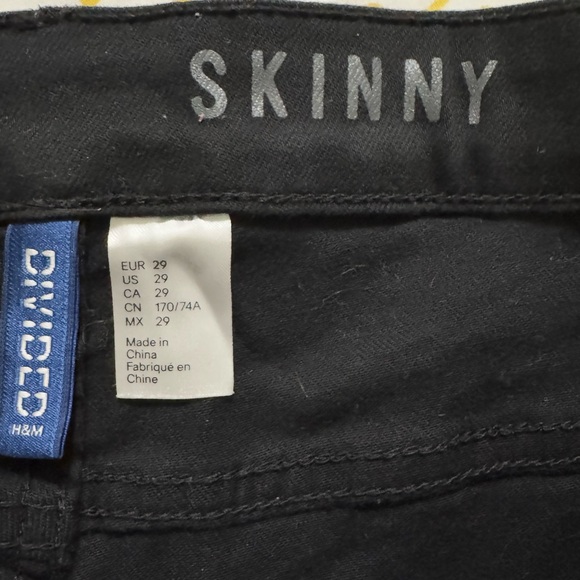 SKINNY
DIVIDED
H&M
EUR 29
US 29
CA 29
CN 170/74A
MX 29
Made in
China
Fabriqué en
Chine